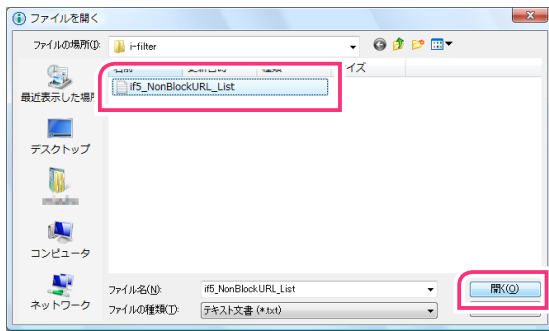 ファイルを開く
ファイルの場所(I):
i-filter
イズ
if5_NonBlockURL_List
最近表示した場所
デスクトップ
コンピュータ
ネットワーク
ファイル名(N):
if5_NonBlockURL_List
開く(O)
ファイルの種類(T):
テキスト文書 (*.txt)